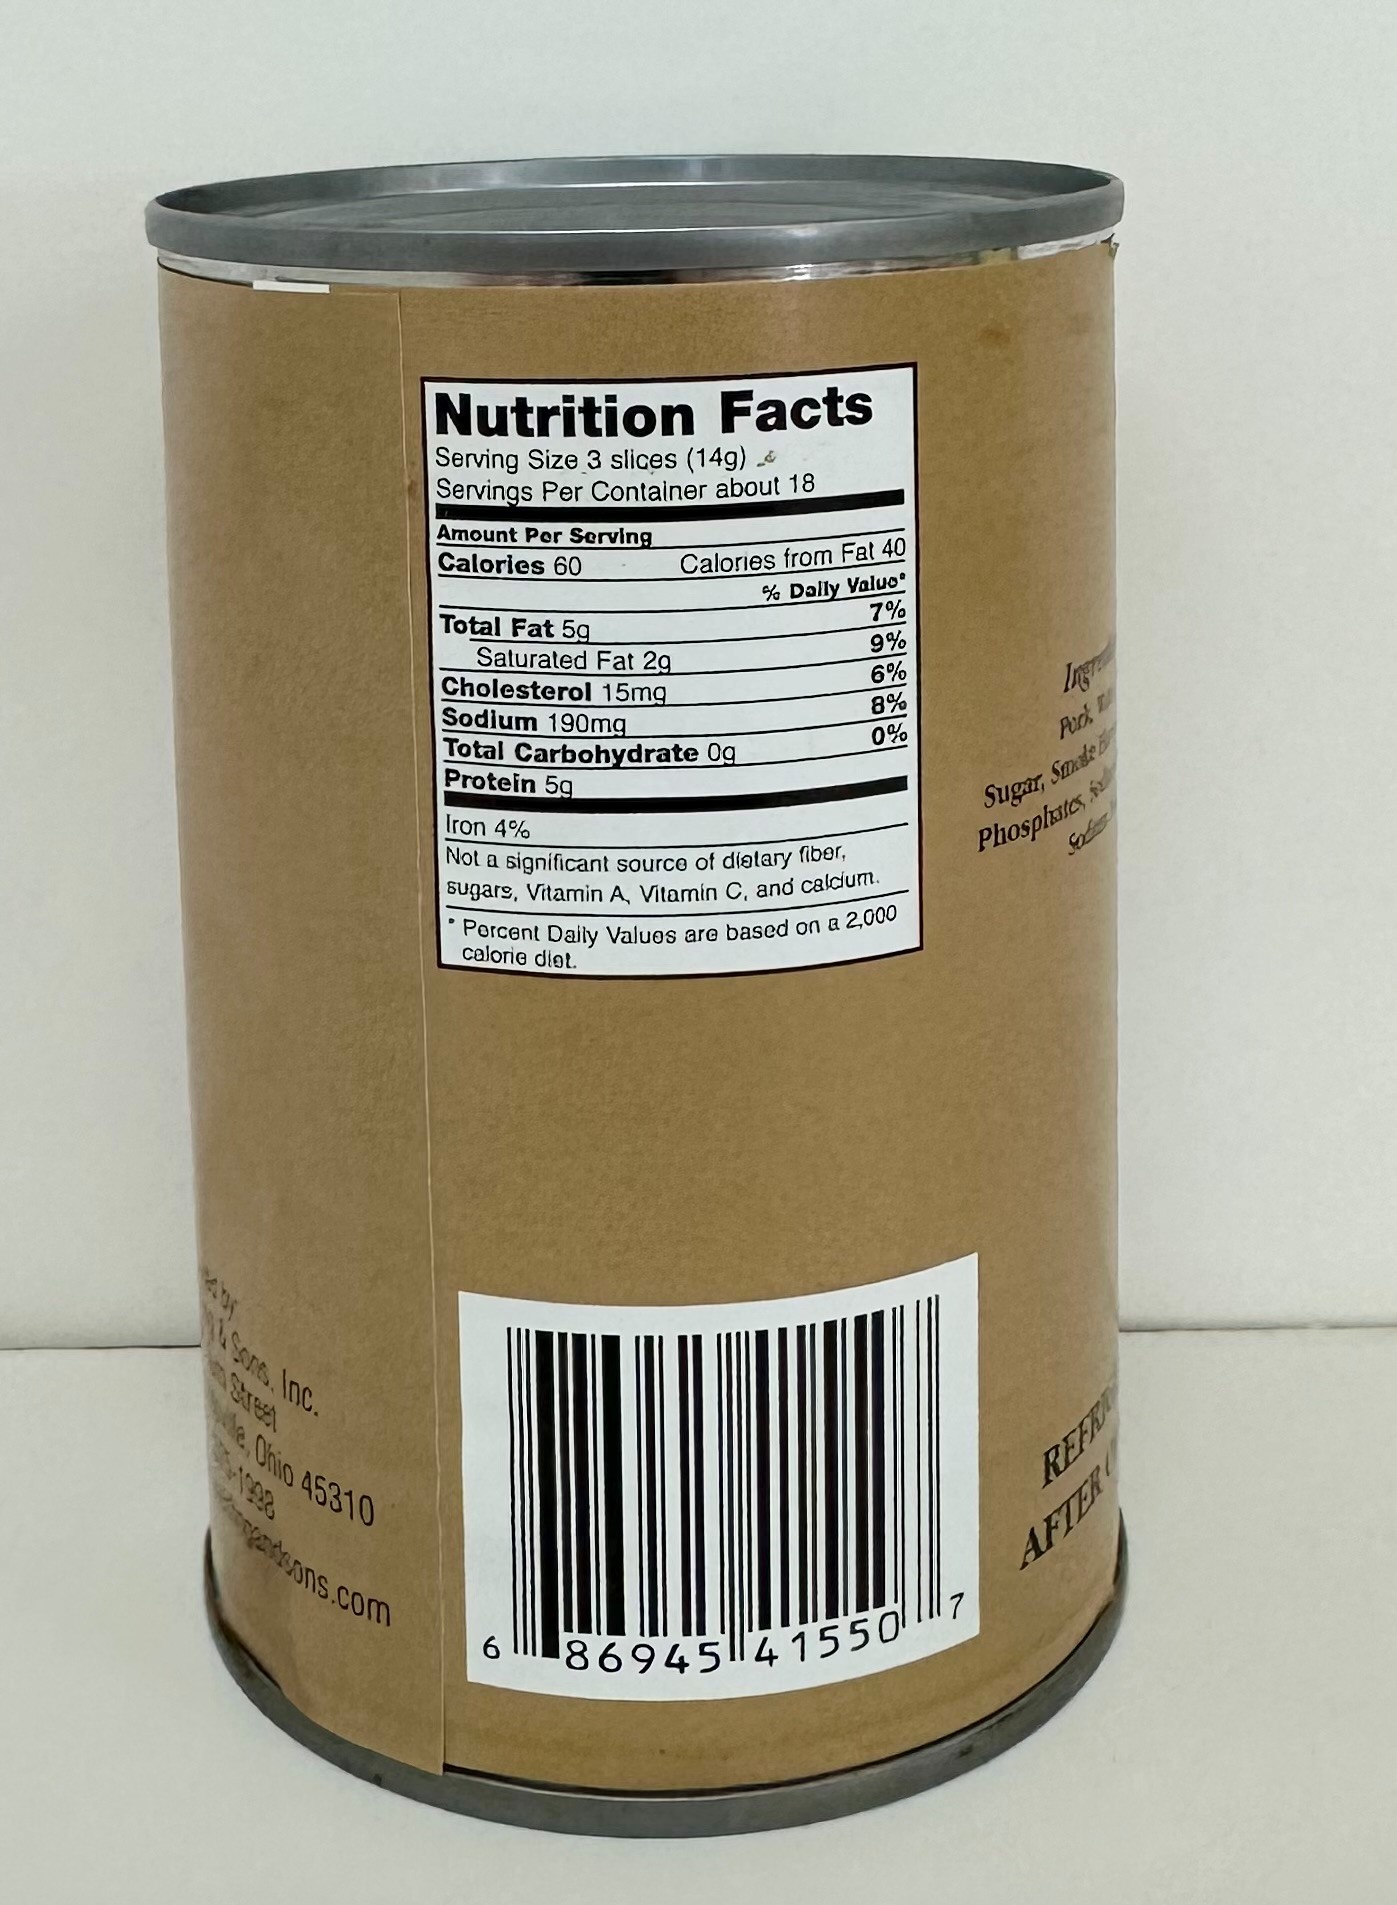 Nutrition Facts
Serving Size 3 slices (14g)
Servings Per Container about 18
Amount Per Serving
Calories 60 Calories from Fat 40
% Daily Value*
Total Fat 5g 7%
Saturated Fat 2g 9%
Cholesterol 15mg 6%
Sodium 190mg 8%
Total Carbohydrate 0g 0%
Protein 5g
Iron 4%
Not a significant source of dietary fiber,
sugars, Vitamin A, Vitamin C, and calcium.
* Percent Daily Values are based on a 2,000
calorie diet.
Pork,
Sugar, Smoke
Phosphates,
by
& Sons, Inc.
Street
Ohio 45310
1998
AFTER
6 86945 41550 7